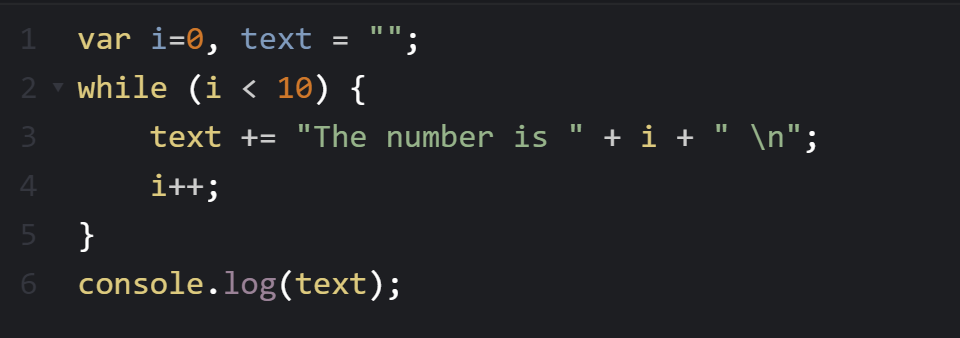 1 var i=0, text = "";
2 while (i < 10) {
3 text += "The number is " + i + " \n";
4 i++;
5 }
6 console.log(text);